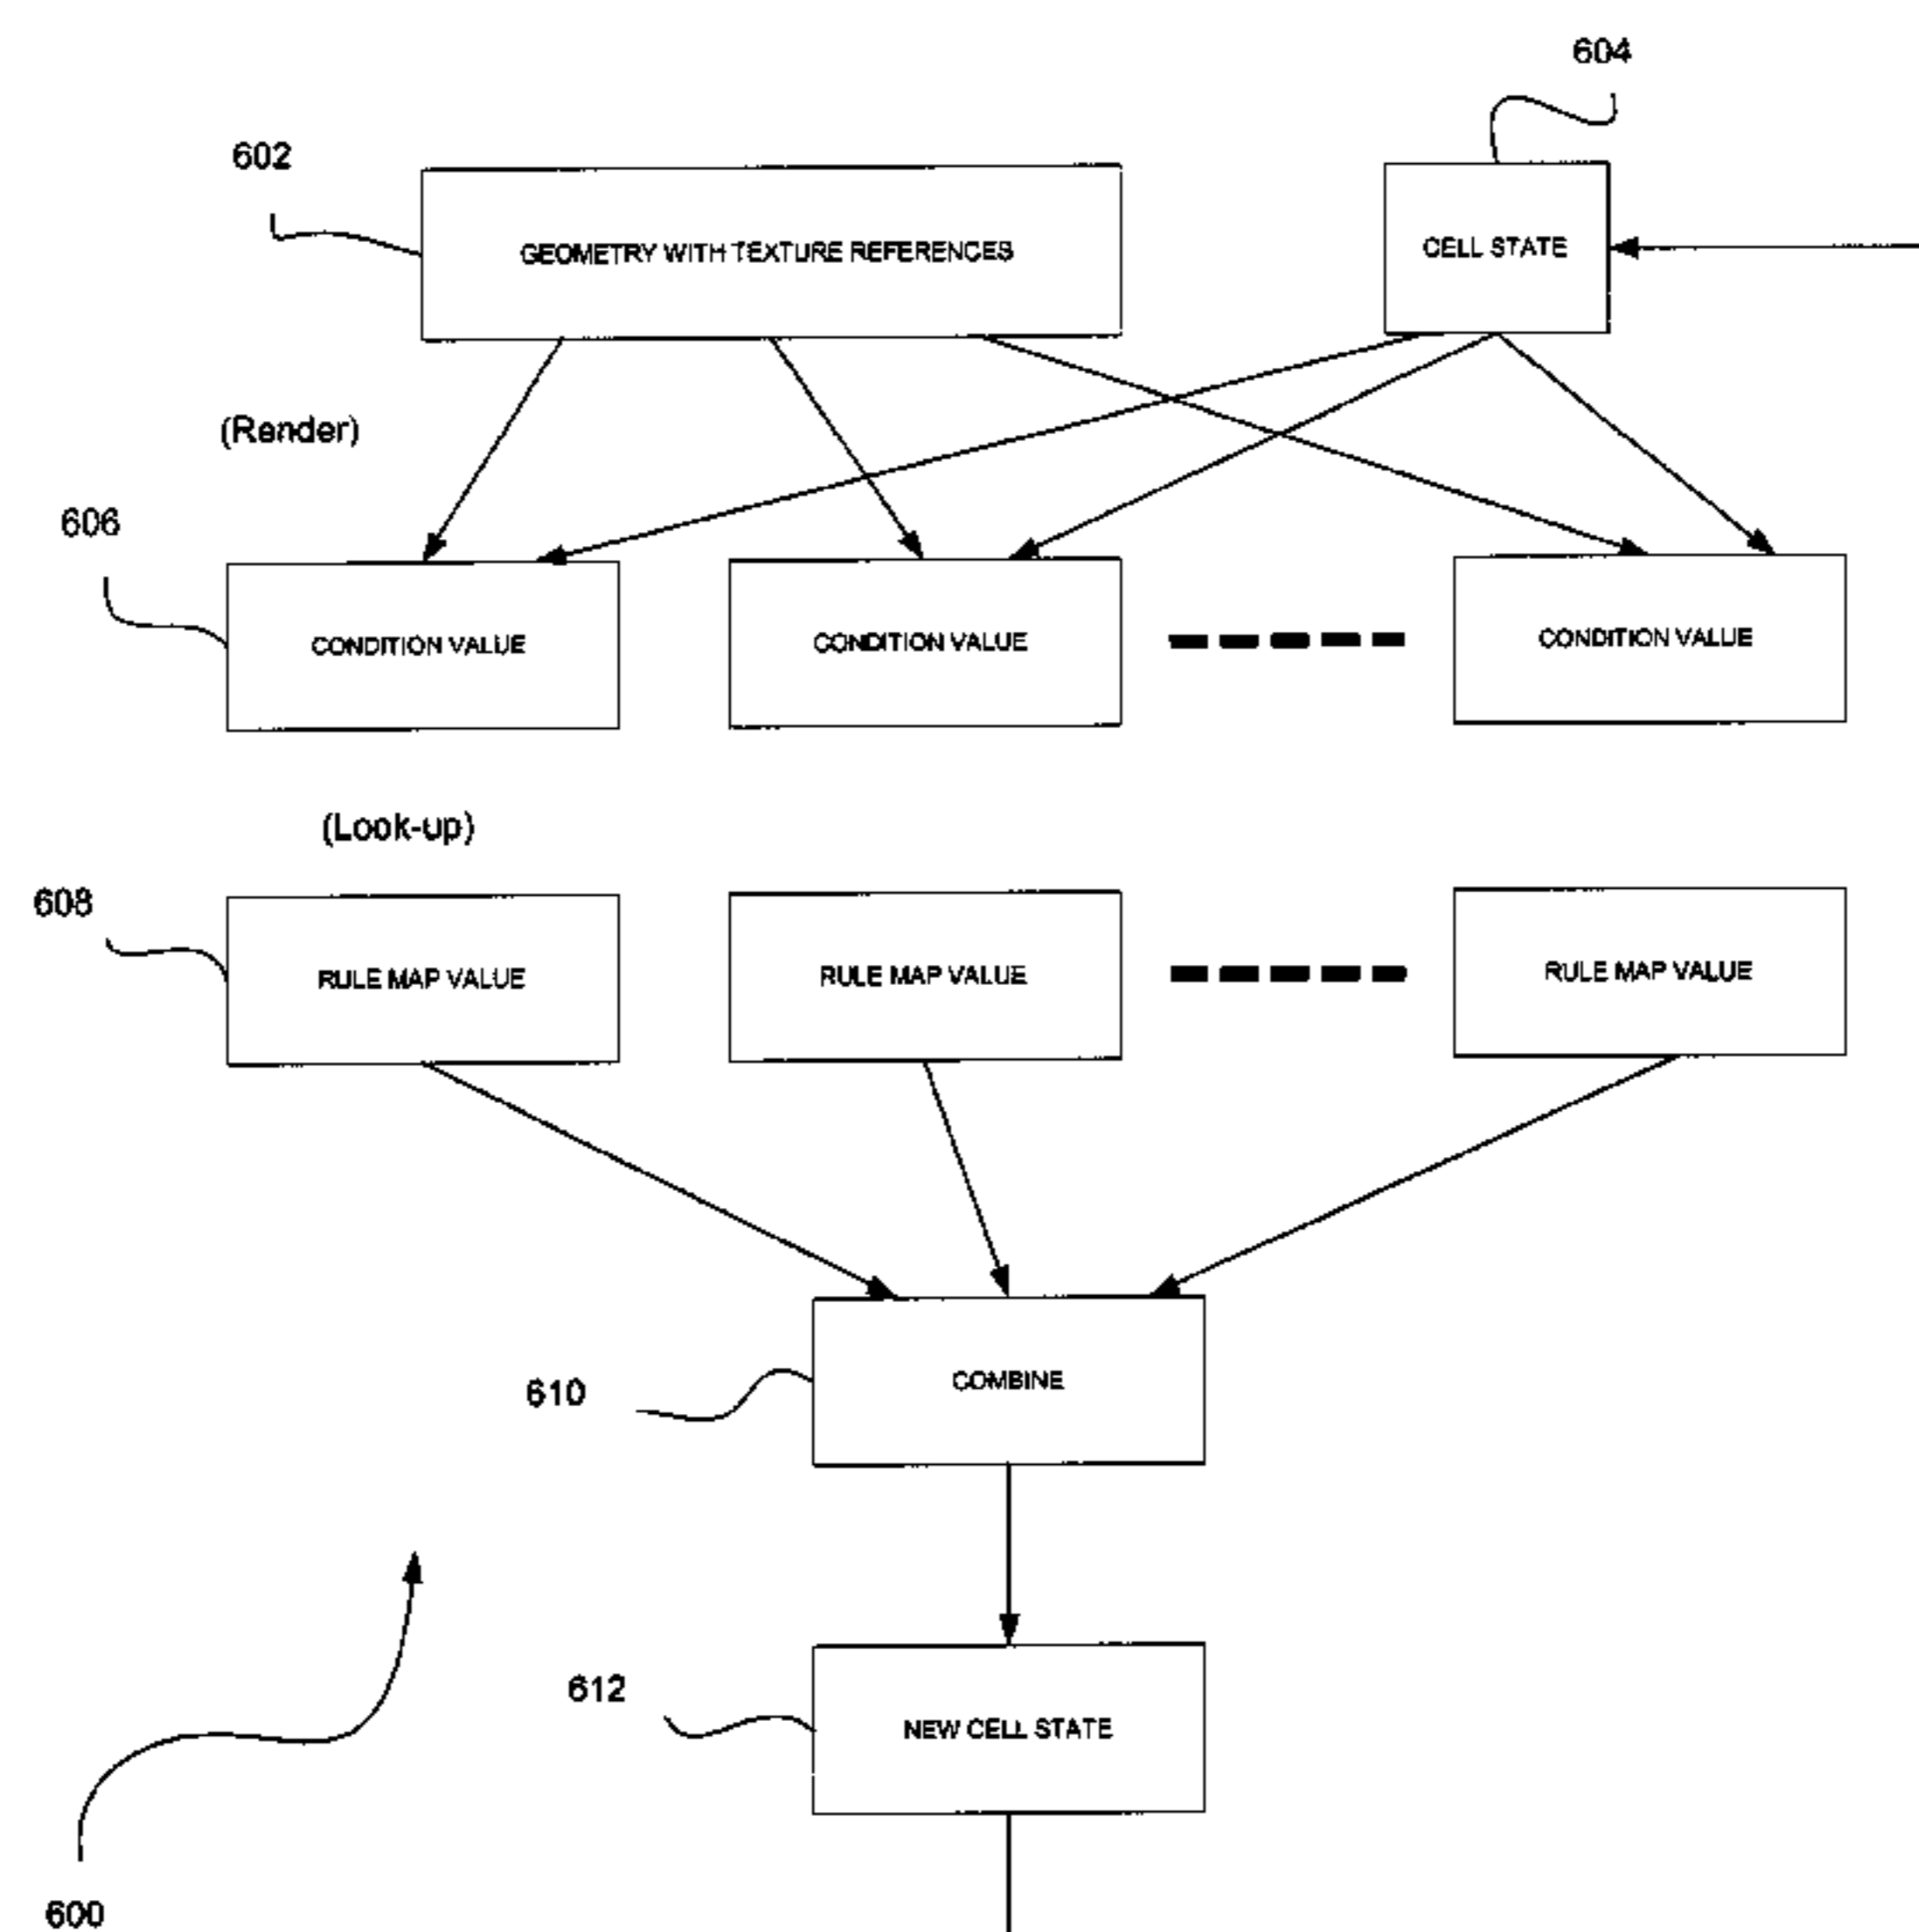 604
602
GEOMETRY WITH TEXTURE REFERENCES
CELL STATE
(Render)
606
CONDITION VALUE
CONDITION VALUE
CONDITION VALUE
(Look-up)
608
RULE MAP VALUE
RULE MAP VALUE
RULE MAP VALUE
610
COMBINE
612
NEW CELL STATE
600